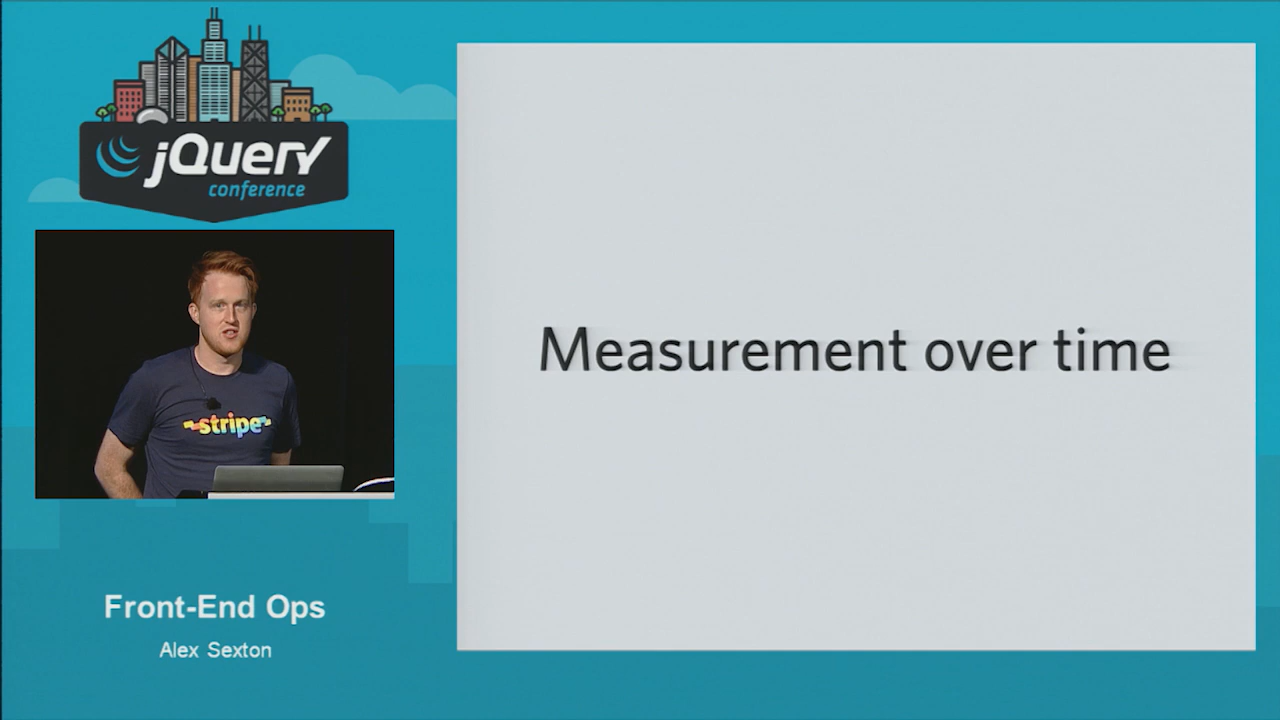 jQuery
conference
stripe
Front-End Ops
Alex Sexton
Measurement over time